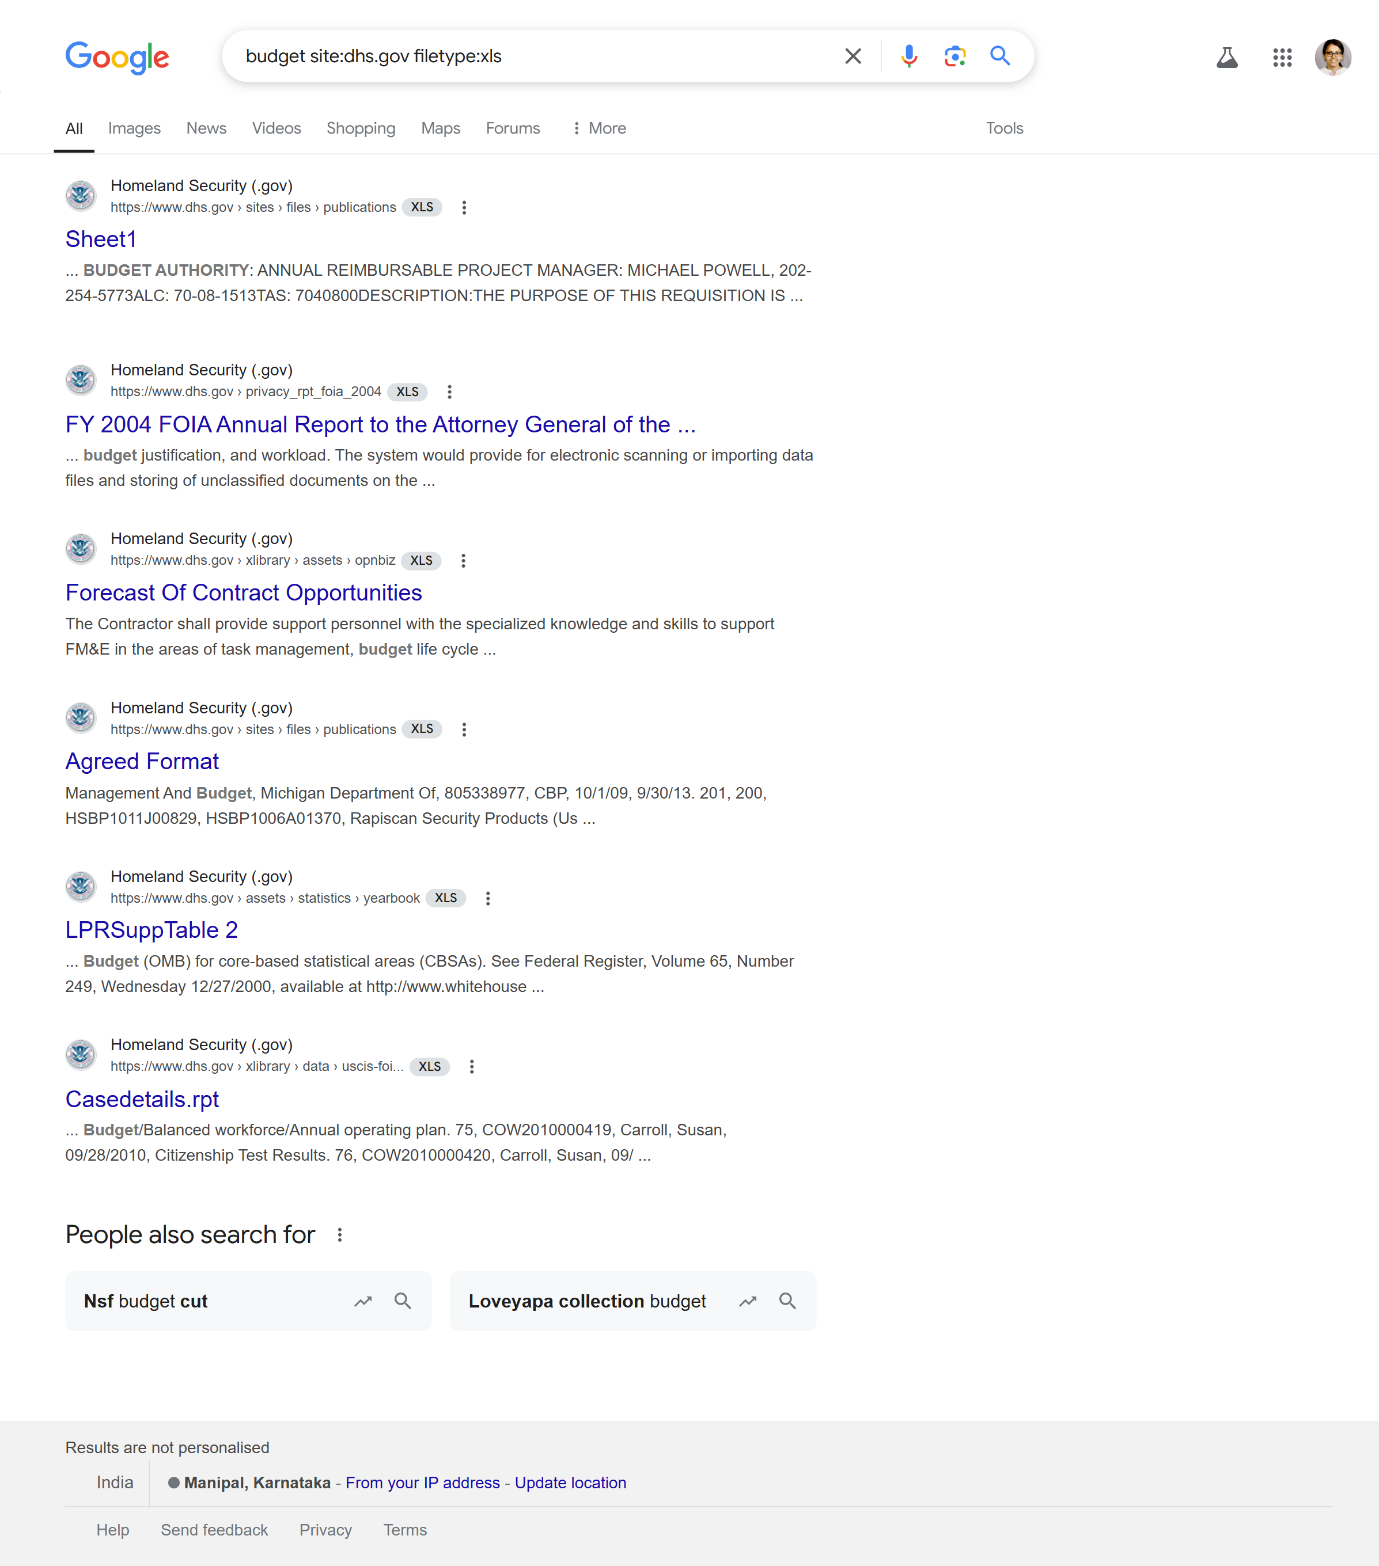 Google
budget site:dhs.gov filetype:xls
All Images News Videos Shopping Maps Forums More Tools
Homeland Security (.gov)
https://www.dhs.gov › sites › files › publications XLS
Sheet1
... BUDGET AUTHORITY: ANNUAL REIMBURSABLE PROJECT MANAGER: MICHAEL POWELL, 202-
254-5773ALC: 70-08-1513TAS: 7040800DESCRIPTION:THE PURPOSE OF THIS REQUISITION IS ...
Homeland Security (.gov)
https://www.dhs.gov › privacy_rpt_foia_2004 XLS
FY 2004 FOIA Annual Report to the Attorney General of the ...
... budget justification, and workload. The system would provide for electronic scanning or importing data
files and storing of unclassified documents on the ...
Homeland Security (.gov)
https://www.dhs.gov › xlibrary › assets › opnbiz XLS
Forecast Of Contract Opportunities
The Contractor shall provide support personnel with the specialized knowledge and skills to support
FM&E in the areas of task management, budget life cycle ...
Homeland Security (.gov)
https://www.dhs.gov › sites › files › publications XLS
Agreed Format
Management And Budget, Michigan Department Of, 805338977, CBP, 10/1/09, 9/30/13. 201, 200,
HSBP1011J00829, HSBP1006A01370, Rapiscan Security Products (Us ...
Homeland Security (.gov)
https://www.dhs.gov › assets › statistics › yearbook XLS
LPRSuppTable 2
... Budget (OMB) for core-based statistical areas (CBSAs). See Federal Register, Volume 65, Number
249, Wednesday 12/27/2000, available at http://www.whitehouse ...
Homeland Security (.gov)
https://www.dhs.gov › xlibrary › data › uscis-foi... XLS
Casedetails.rpt
... Budget/Balanced workforce/Annual operating plan. 75, COW2010000419, Carroll, Susan,
09/28/2010, Citizenship Test Results. 76, COW2010000420, Carroll, Susan, 09/ ...
People also search for
Nsf budget cut
Loveyapa collection budget
Results are not personalised
India Manipal, Karnataka - From your IP address - Update location
Help Send feedback Privacy Terms